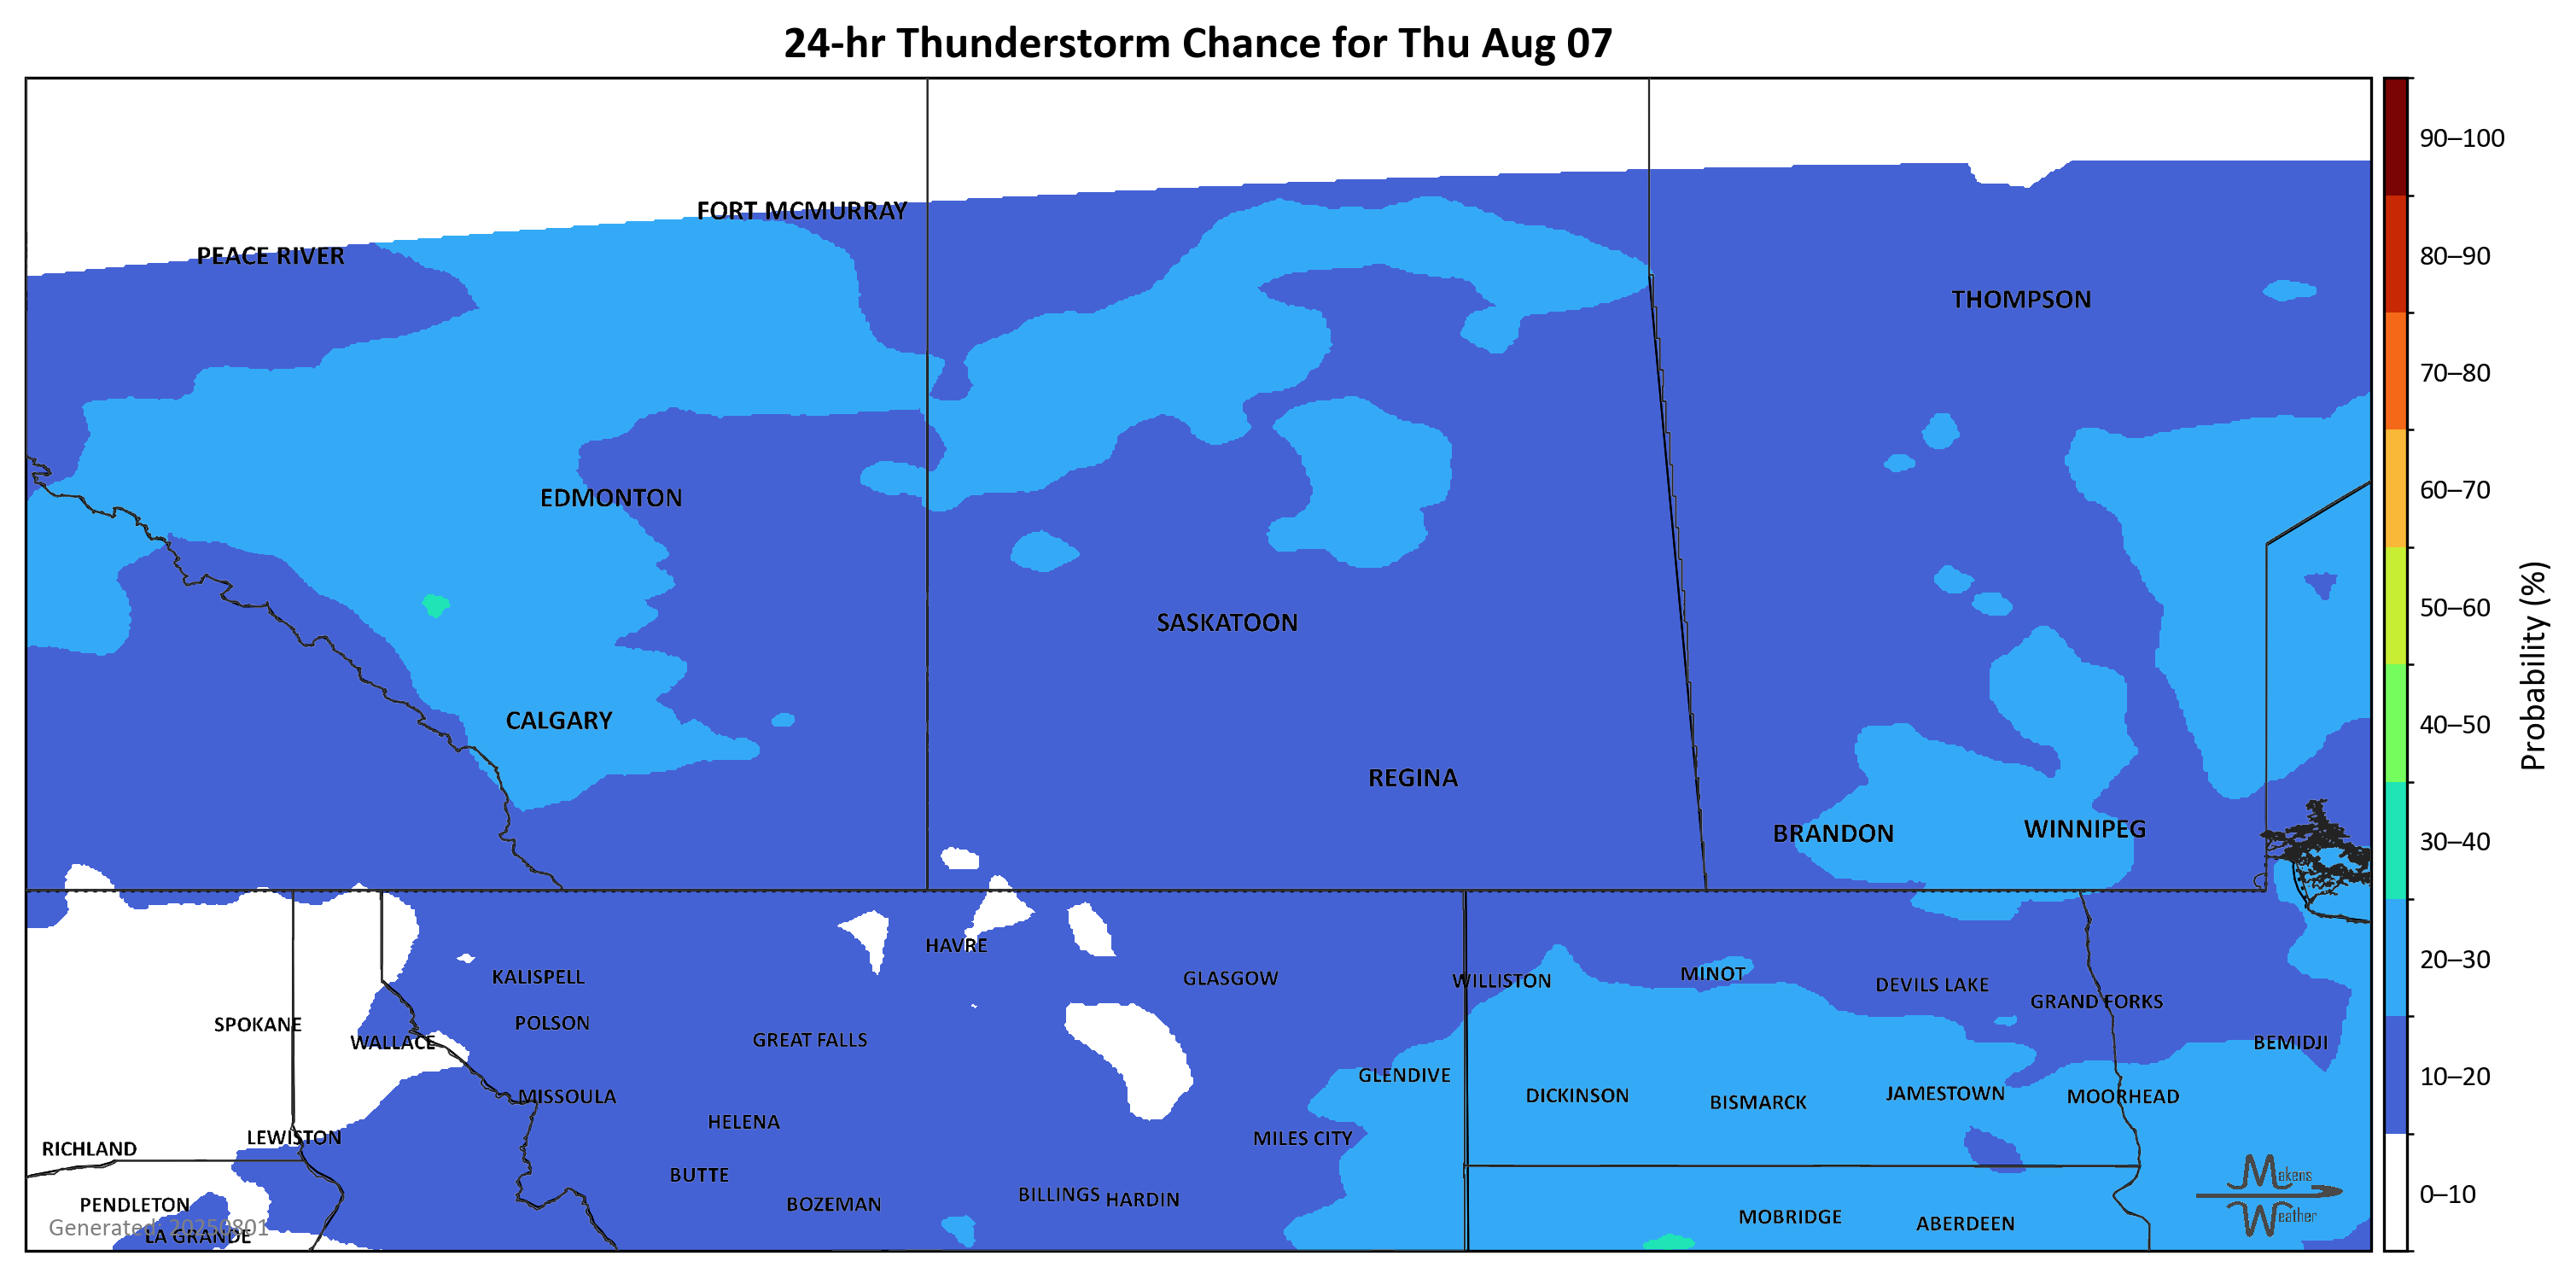 24-hr Thunderstorm Chance for Thu Aug 07
90–100
FORT MCMURRAY
PEACE RIVER
80–90
THOMPSON
70–80
EDMONTON
60–70
SASKATOON
50–60
Probability (%)
CALGARY
40–50
REGINA
BRANDON
WINNIPEG
30–40
HAVRE
KALISPELL
GLASGOW
WILLISTON
MINOT
DEVILS LAKE
20–30
GRAND FORKS
SPOKANE
POLSON
WALLACE
GREAT FALLS
BEMIDJI
GLENDIVE
10–20
MISSOULA
DICKINSON
BISMARCK
JAMESTOWN
MOORHEAD
HELENA
LEWISTON
MILES CITY
RICHLAND
BUTTE
Makens
Weather
0–10
PENDLETON
BOZEMAN
BILLINGS
HARDIN
MOBRIDGE
ABERDEEN
Generated: 20250801
LA GRANDE